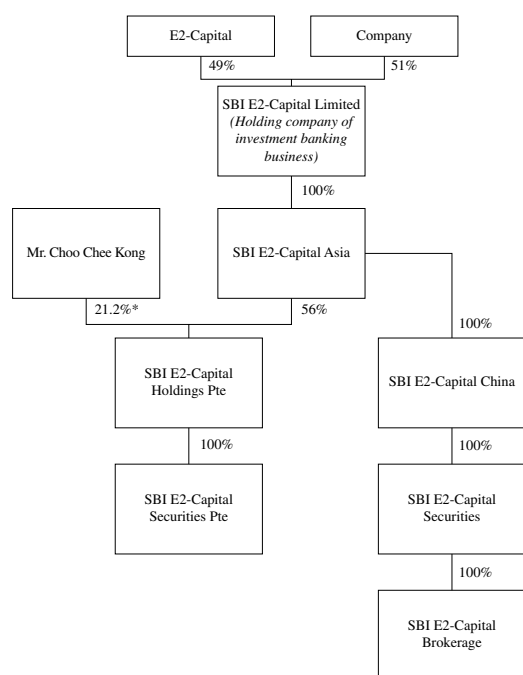 E2-Capital
Company
49%
51%
SBI E2-Capital Limited
(Holding company of
investment banking
business)
100%
Mr. Choo Chee Kong
SBI E2-Capital Asia
21.2%*
56%
100%
SBI E2-Capital
Holdings Pte
SBI E2-Capital China
100%
100%
SBI E2-Capital
Securities Pte
SBI E2-Capital
Securities
100%
SBI E2-Capital
Brokerage